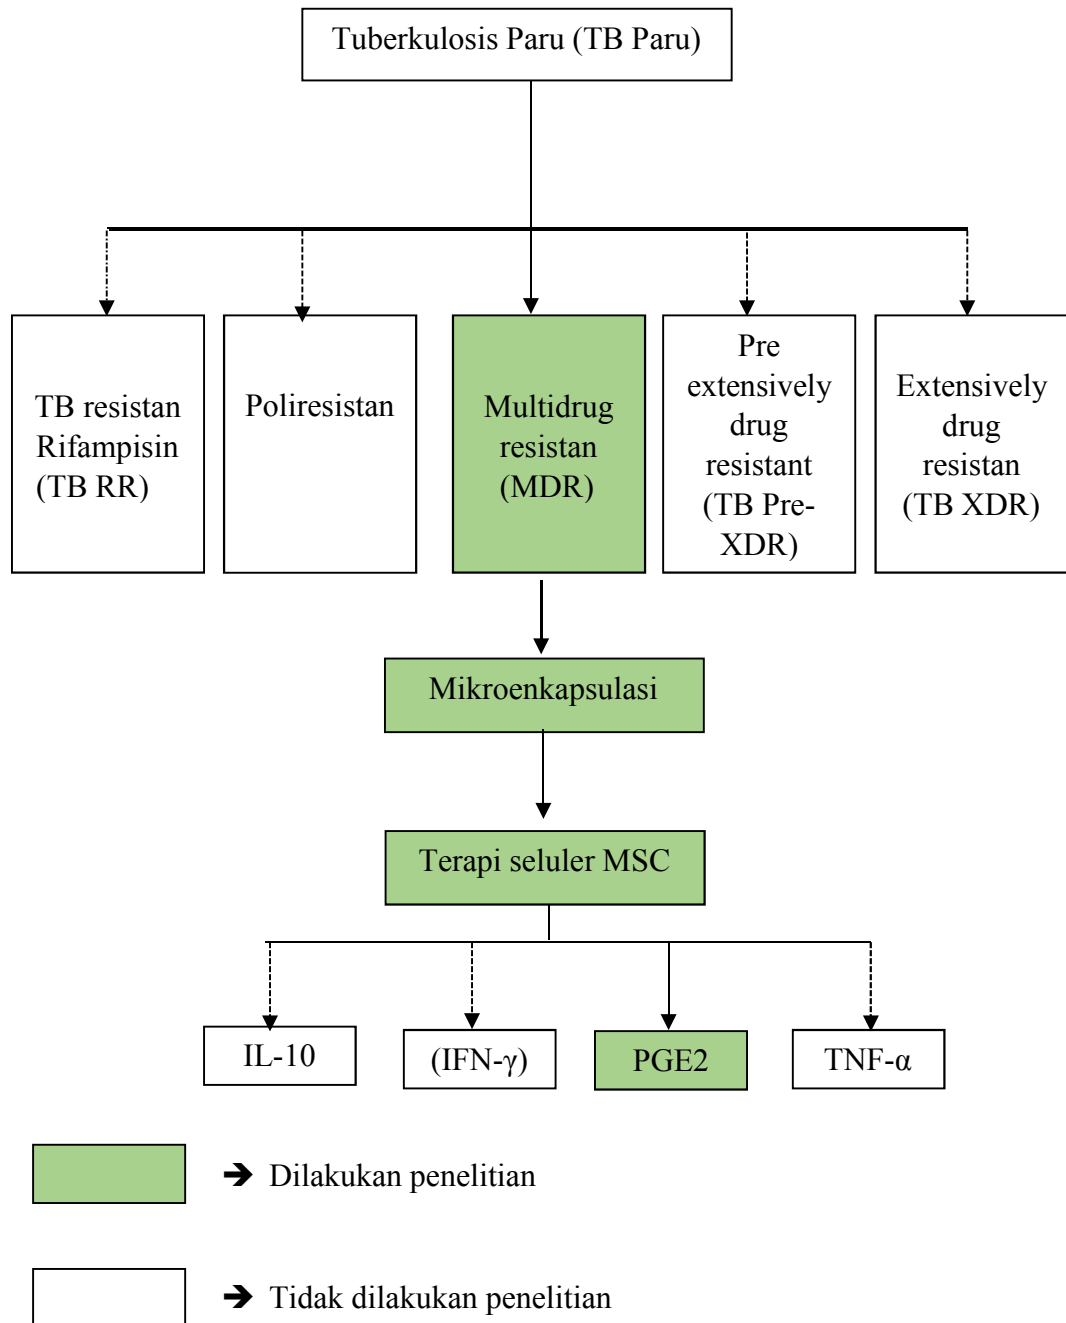 Tuberkulosis Paru (TB Paru)
TB resistan
Rifampisin
(TB RR)
Poliresistan
Multidrug
resistan
(MDR)
Pre
extensively
drug
resistant
(TB Pre-
XDR)
Extensively
drug
resistan
(TB XDR)
Mikroenkapsulasi
Terapi seluler MSC
IL-10
(IFN-γ)
PGE2
TNF-α
➔ Dilakukan penelitian
➔ Tidak dilakukan penelitian